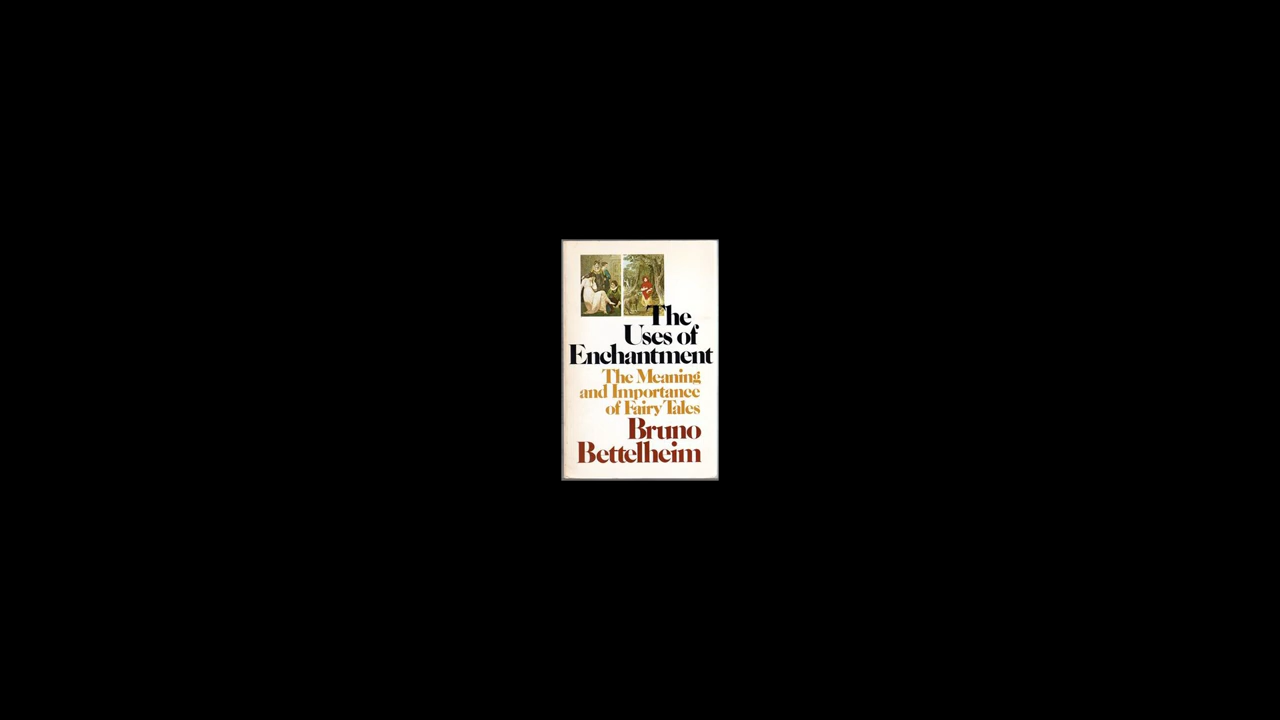 The
Uses of
Enchantment
The Meaning
and Importance
of Fairy Tales
Bruno
Bettelheim